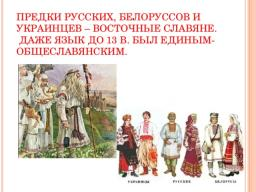 ПРЕДКИ РУССКИХ, БЕЛОРУССОВ И
УКРАИНЦЕВ – ВОСТОЧНЫЕ СЛАВЯНЕ.
ДАЖЕ ЯЗЫК ДО 13 В. БЫЛ ЕДИНЫМ-
ОБЩЕСЛАВЯНСКИМ.
УКРАИНЦЫ РУССКИЕ БЕЛОРУСЫ